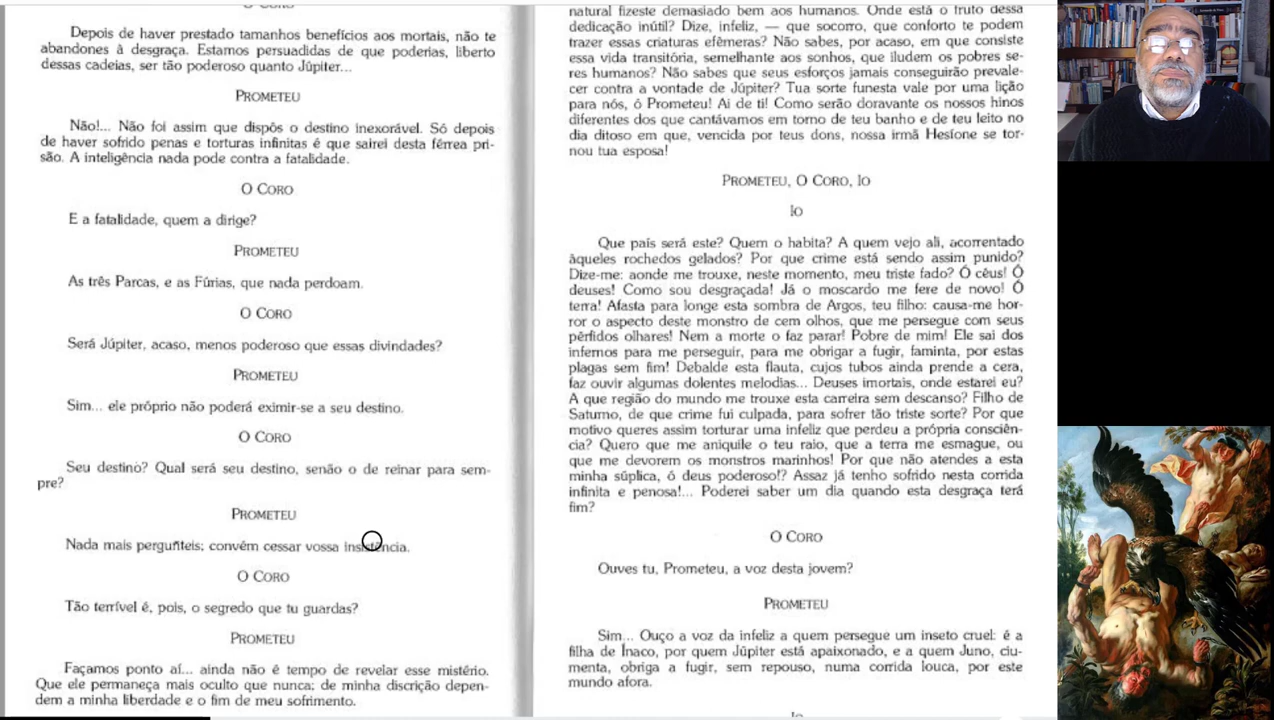 O CORO
Depois de haver prestado tamanhos benefícios aos mortais, não te
abandones à desgraça. Estamos persuadidas de que poderias, liberto
dessas cadeias, ser tão poderoso quanto Júpiter...
PROMETEU
Não!... Não foi assim que dispôs o destino inexorável. Só depois
de haver sofrido penas e torturas infinitas é que sairei desta férrea pri-
são. A inteligência nada pode contra a fatalidade.
O CORO
E a fatalidade, quem a dirige?
PROMETEU
As três Parcas, e as Fúrias, que nada perdoam.
O CORO
Será Júpiter, acaso, menos poderoso que essas divindades?
PROMETEU
Sim... ele próprio não poderá eximir-se a seu destino.
O CORO
Seu destino? Qual será seu destino, senão o de reinar para sem-
pre?
PROMETEU
Nada mais pergunteis; convém cessar vossa insistência.
O CORO
Tão terrível é, pois, o segredo que tu guardas?
PROMETEU
Façamos ponto aí... ainda não é tempo de revelar esse mistério.
Que ele permaneça mais oculto que nunca; de minha discrição depen-
dem a minha liberdade e o fim de meu sofrimento.
natural fizeste demasiado bem aos humanos. Onde está o fruto dessa
dedicação inútil? Dize, infeliz, — que socorro, que conforto te podem
trazer essas criaturas efêmeras? Não sabes, por acaso, em que consiste
essa vida transitória, semelhante aos sonhos, que iludem os pobres se-
res humanos? Não sabes que seus esforços jamais conseguirão prevale-
cer contra a vontade de Júpiter? Tua sorte funesta vale por uma lição
para nós, ó Prometeu! Ai de ti! Como serão doravante os nossos hinos
diferentes dos que cantávamos em torno de teu banho e de teu leito no
dia ditoso em que, vencida por teus dons, nossa irmã Hesíone se tor-
nou tua esposa!
PROMETEU, O CORO, IO
IO
Que país será este? Quem o habita? A quem vejo ali, acorrentado
àqueles rochedos gelados? Por que crime está sendo assim punido?
Dize-me: aonde me trouxe, neste momento, meu triste fado? Ó céus! Ó
deuses! Como sou desgraçada! Já o moscardo me fere de novo! Ó
terra! Afasta para longe esta sombra de Argos, teu filho: causa-me hor-
ror o aspecto deste monstro de cem olhos, que me persegue com seus
pérfidos olhares! Nem a morte o faz parar! Pobre de mim! Ele sai dos
infernos para me perseguir, para me obrigar a fugir, faminta, por estas
plagas sem fim! Debalde esta flauta, cujos tubos ainda prende a cera,
faz ouvir algumas dolentes melodias... Deuses imortais, onde estarei eu?
A que região do mundo me trouxe esta carreira sem descanso? Filho de
Saturno, de que crime fui culpada, para sofrer tão triste sorte? Por que
motivo queres assim torturar uma infeliz que perdeu a própria consciên-
cia? Quero que me aniquile o teu raio, que a terra me esmague, ou
que me devorem os monstros marinhos! Por que não atendes a esta
minha súplica, ó deus poderoso!? Assaz já tenho sofrido nesta corrida
infinita e penosa!... Poderei saber um dia quando esta desgraça terá
fim?
O CORO
Ouves tu, Prometeu, a voz desta jovem?
PROMETEU
Sim... Ouço a voz da infeliz a quem persegue um inseto cruel: é a
filha de Ínaco, por quem Júpiter está apaixonado, e a quem Juno, ciu-
menta, obriga a fugir, sem repouso, numa corrida louca, por este
mundo afora.
IO